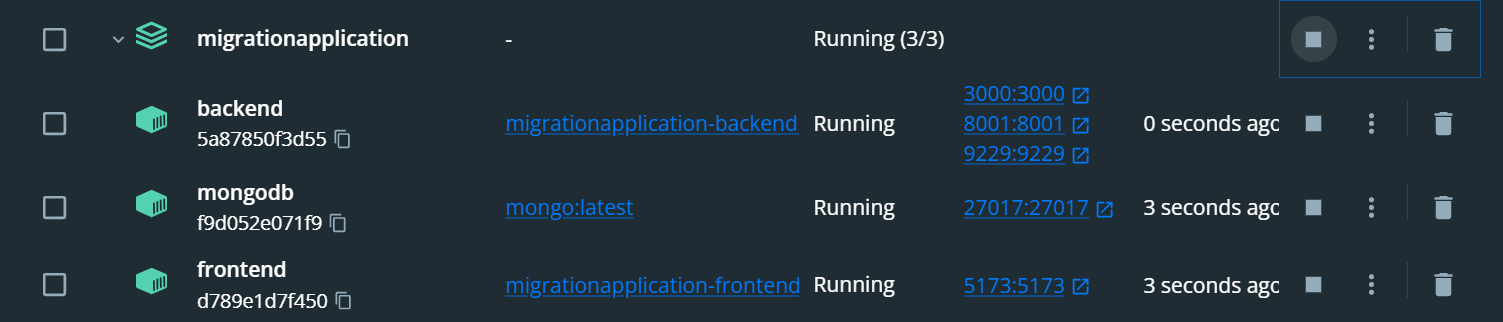 migrationapplication - Running (3/3)
backend
5a87850f3d55
migrationapplication-backend Running
3000:3000
8001:8001
9229:9229
0 seconds ago
mongodb
f9d052e071f9
mongo:latest Running 27017:27017 3 seconds ago
frontend
d789e1d7f450
migrationapplication-frontend Running 5173:5173 3 seconds ago